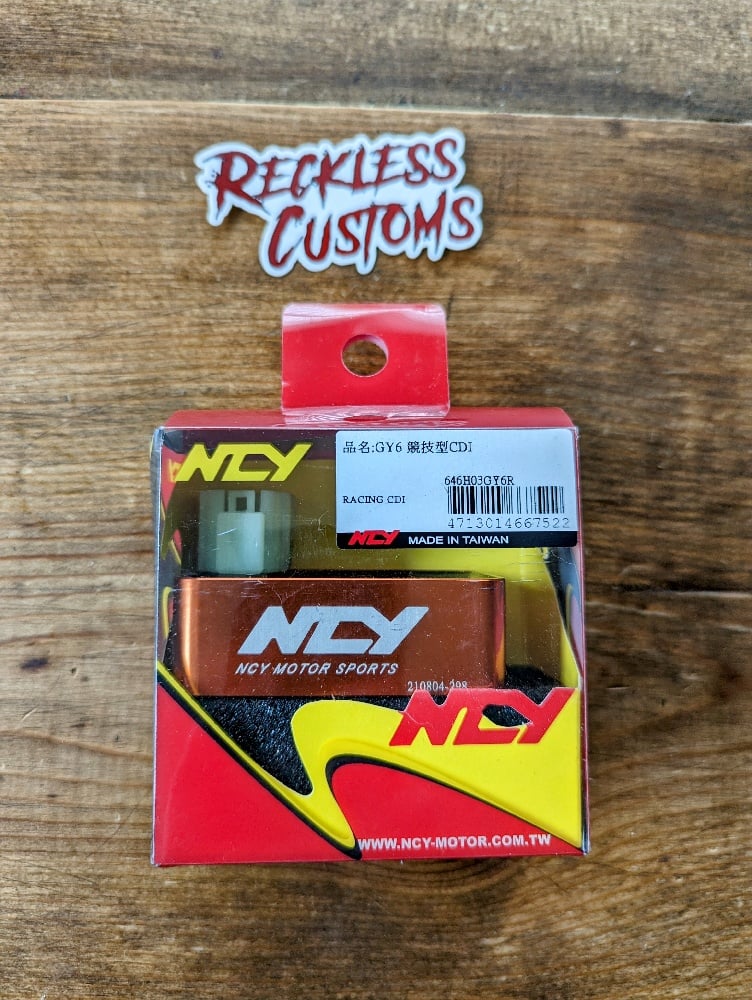 RECKLESS
CUSTOMS
NCY
品名:GY6 競技型CDI
646H03GY6R
RACING CDI
4713014667522
NCY MADE IN TAIWAN
NCY
NCY MOTOR SPORTS
210804-298
NCY
WWW.NCY-MOTOR.COM.TW